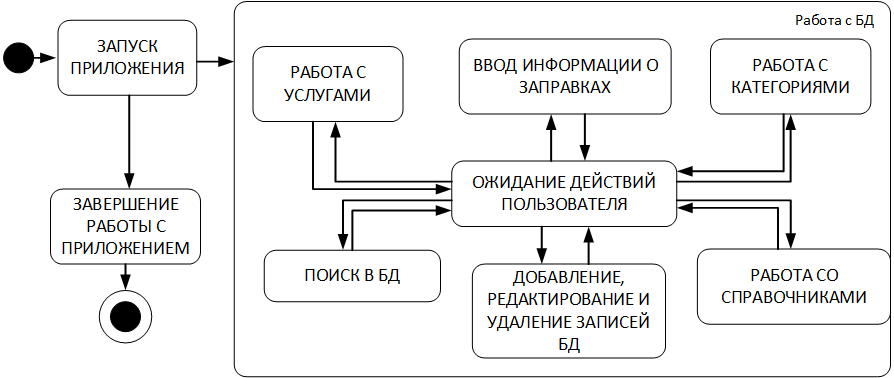 Работа с БД
ЗАПУСК
ПРИЛОЖЕНИЯ
РАБОТА С
УСЛУГАМИ
ВВОД ИНФОРМАЦИИ О
ЗАПРАВКАХ
РАБОТА С
КАТЕГОРИЯМИ
ОЖИДАНИЕ ДЕЙСТВИЙ
ПОЛЬЗОВАТЕЛЯ
ЗАВЕРШЕНИЕ
РАБОТЫ С
ПРИЛОЖЕНИЕМ
ПОИСК В БД
ДОБАВЛЕНИЕ,
РЕДАКТИРОВАНИЕ И
УДАЛЕНИЕ ЗАПИСЕЙ
БД
РАБОТА СО
СПРАВОЧНИКАМИ